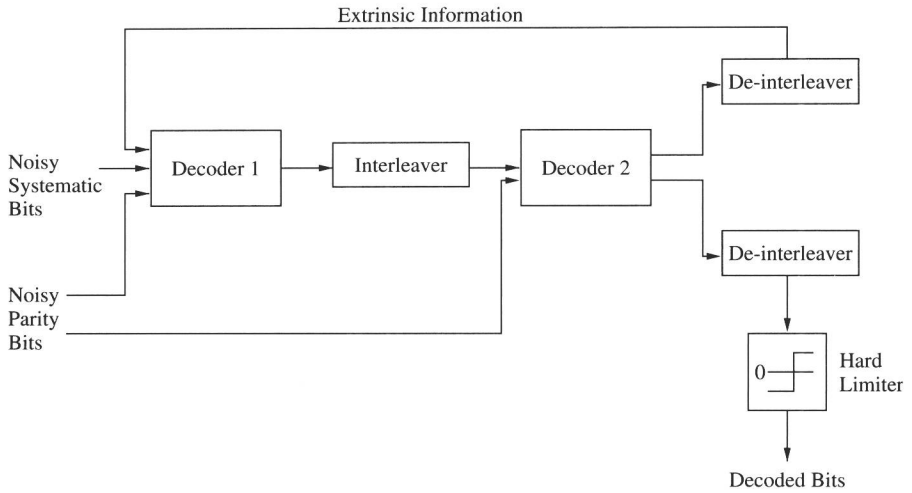 Extrinsic Information
De-interleaver
Noisy
Systematic
Bits
Decoder 1
Interleaver
Decoder 2
De-interleaver
Noisy
Parity
Bits
0
Hard
Limiter
Decoded Bits